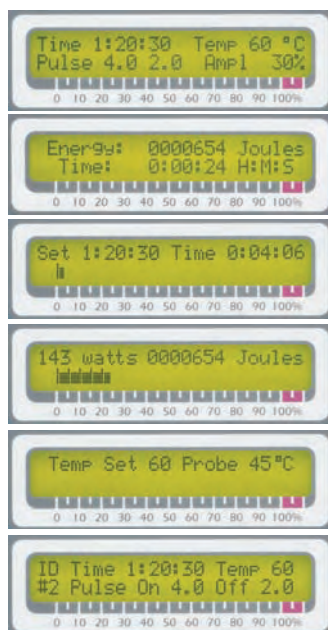 Time 1:20:30 Temp 60 °C
Pulse 4.0 2.0 Ampl 30%
0 10 20 30 40 50 60 70 80 90 100%
Energy: 0000654 Joules
Time: 0:00:24 H:M:S
0 10 20 30 40 50 60 70 80 90 100%
Set 1:20:30 Time 0:04:06
0 10 20 30 40 50 60 70 80 90 100%
143 watts 0000654 Joules
0 10 20 30 40 50 60 70 80 90 100%
Temp Set 60 Probe 45°C
0 10 20 30 40 50 60 70 80 90 100%
ID Time 1:20:30 Temp 60
#2 Pulse On 4.0 Off 2.0
0 10 20 30 40 50 60 70 80 90 100%